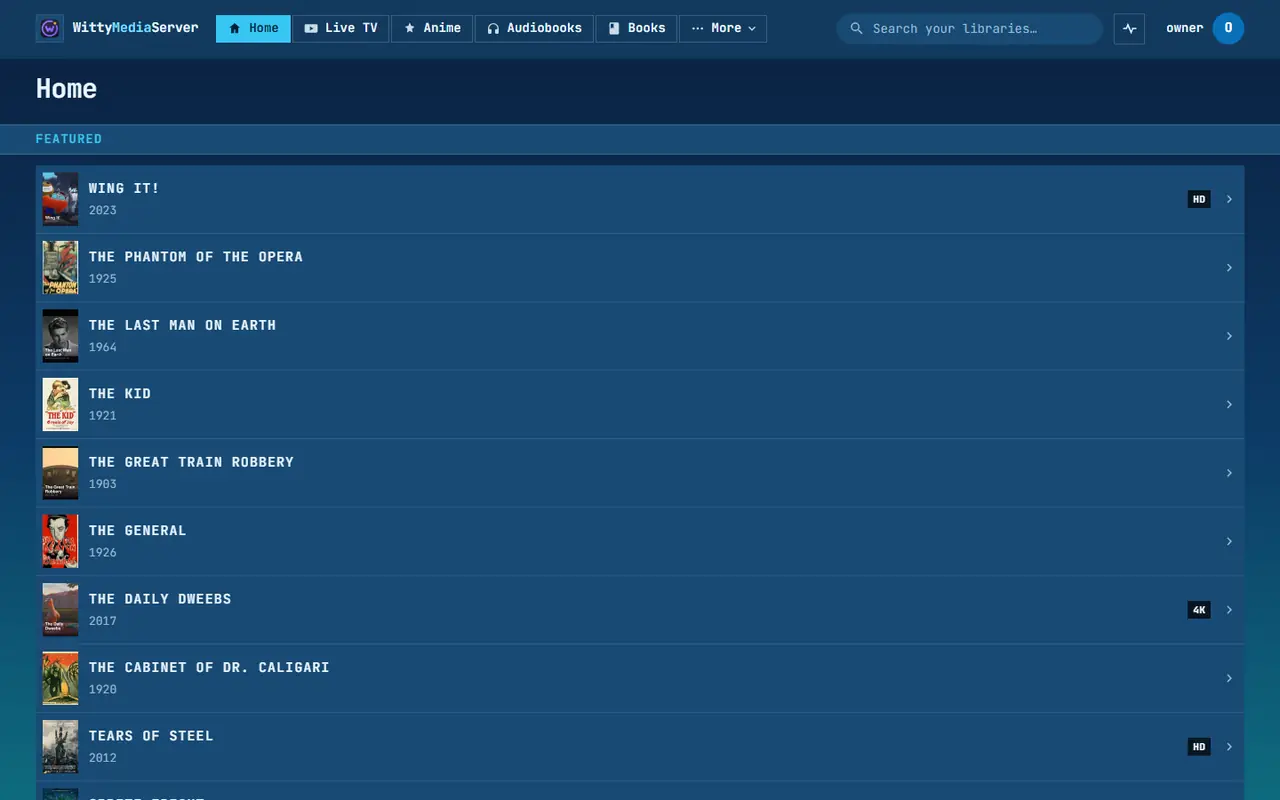 WittyMediaServer
Home
Live TV
Anime
Audiobooks
Books
More
Search your libraries…
owner
O
Home
FEATURED
WING IT!
2023
HD
THE PHANTOM OF THE OPERA
1925
THE LAST MAN ON EARTH
1964
THE KID
1921
THE GREAT TRAIN ROBBERY
1903
THE GENERAL
1926
THE DAILY DWEEBS
2017
4K
THE CABINET OF DR. CALIGARI
1920
TEARS OF STEEL
2012
HD